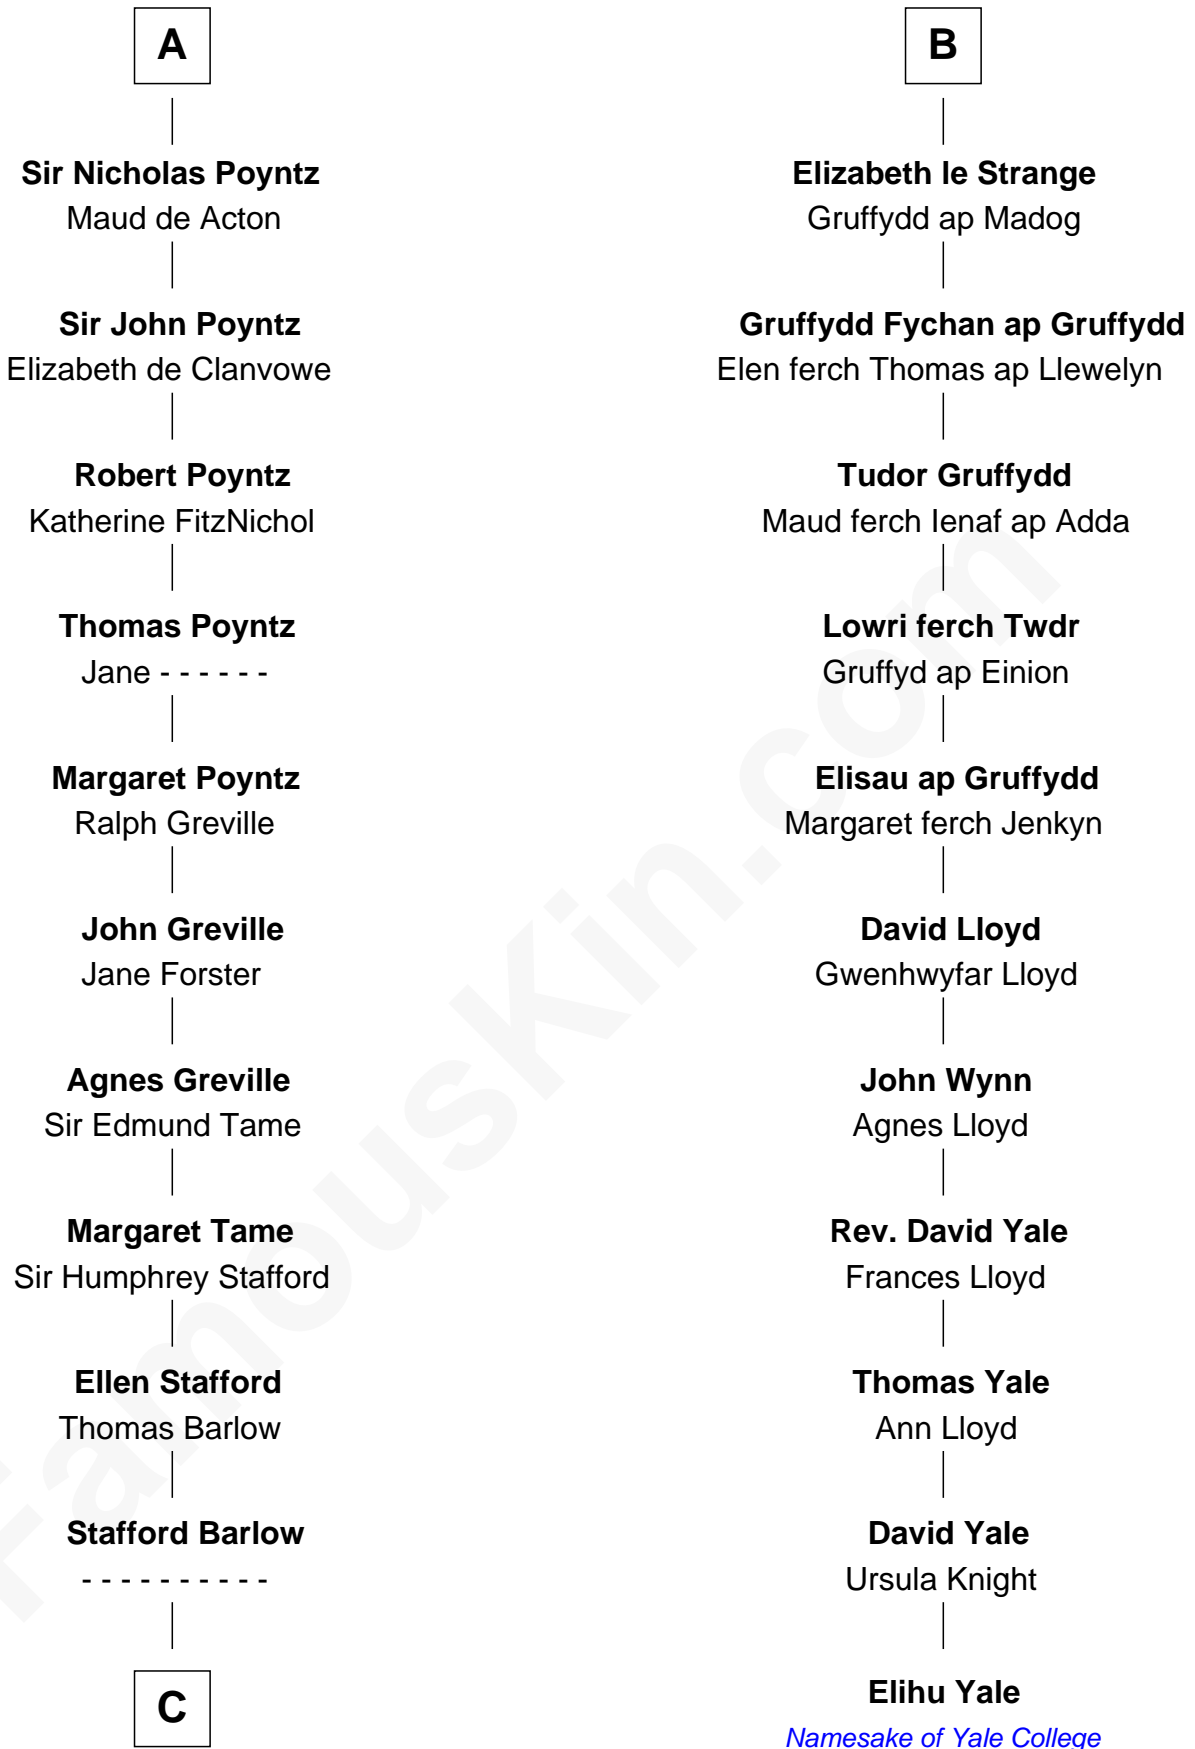 A
Sir Nicholas Poyntz
Maud de Acton
Sir John Poyntz
Elizabeth de Clanvowe
Robert Poyntz
Katherine FitzNichol
Thomas Poyntz
Jane - - - - - -
Margaret Poyntz
Ralph Greville
John Greville
Jane Forster
Agnes Greville
Sir Edmund Tame
Margaret Tame
Sir Humphrey Stafford
Ellen Stafford
Thomas Barlow
Stafford Barlow
- - - - - - - - - -
C
B
Elizabeth le Strange
Gruffydd ap Madog
Gruffydd Fychan ap Gruffydd
Elen ferch Thomas ap Llewelyn
Tudor Gruffydd
Maud ferch Ienaf ap Adda
Lowri ferch Twdr
Gruffyd ap Einion
Elisau ap Gruffydd
Margaret ferch Jenkyn
David Lloyd
Gwenhwyfar Lloyd
John Wynn
Agnes Lloyd
Rev. David Yale
Frances Lloyd
Thomas Yale
Ann Lloyd
David Yale
Ursula Knight
Elihu Yale
Namesake of Yale College
FamousKin.com